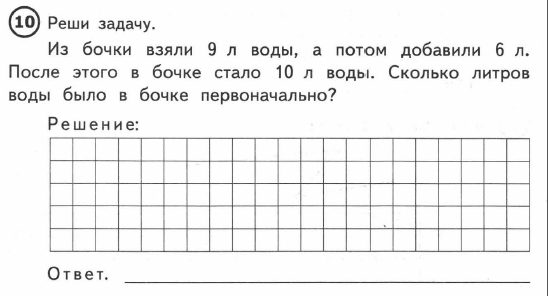 10 Реши задачу.
Из бочки взяли 9 л воды, а потом добавили 6 л.
После этого в бочке стало 10 л воды. Сколько литров
воды было в бочке первоначально?
Решение:
Ответ.